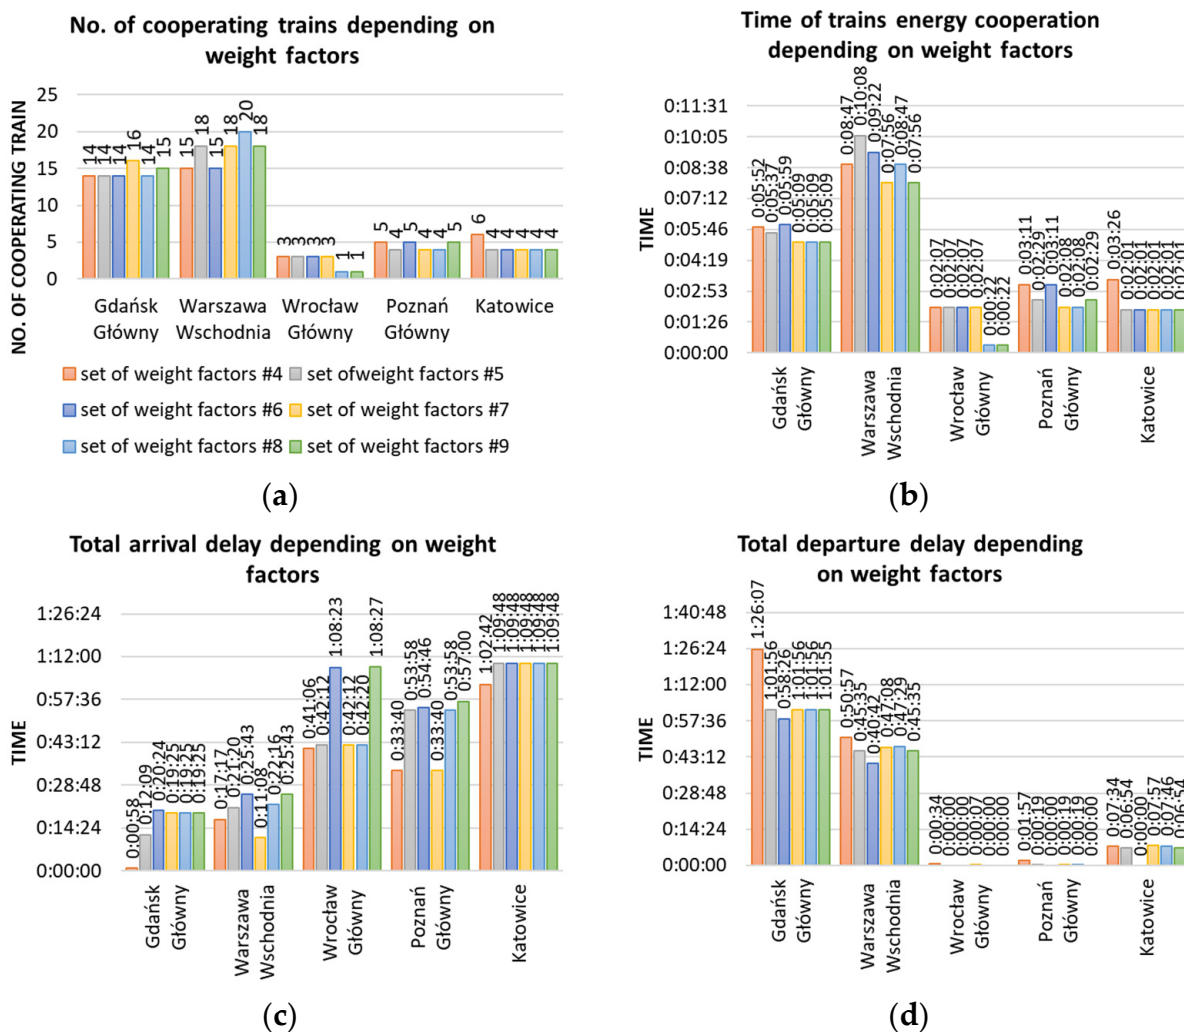 No. of cooperating trains depending on
weight factors
NO. OF COOPERATING TRAIN
25
20
15
10
5
0
14
14
14
16
14
15
15
18
15
18
20
18
3
3
3
3
1
1
5
4
5
4
4
5
6
4
4
4
4
4
Gdańsk
Główny
Warszawa
Wschodnia
Wrocław
Główny
Poznań
Główny
Katowice
set of weight factors #4
set ofweight factors #5
set of weight factors #6
set of weight factors #7
set of weight factors #8
set of weight factors #9
(a)
Time of trains energy cooperation
depending on weight factors
TIME
0:11:31
0:10:05
0:08:38
0:07:12
0:05:46
0:04:19
0:02:53
0:01:26
0:00:00
0:05:52
0:05:37
0:05:59
0:05:09
0:05:09
0:05:09
0:08:47
0:10:08
0:09:22
0:07:56
0:08:47
0:07:56
0:02:07
0:02:07
0:02:07
0:02:07
0:00:22
0:00:22
0:03:11
0:02:29
0:03:11
0:02:08
0:02:08
0:02:29
0:03:26
0:02:01
0:02:01
0:02:01
0:02:01
0:02:01
Gdańsk
Główny
Warszawa
Wschodnia
Wrocław
Główny
Poznań
Główny
Katowice
(b)
Total arrival delay depending on weight
factors
TIME
1:26:24
1:12:00
0:57:36
0:43:12
0:28:48
0:14:24
0:00:00
0:00:58
0:12:09
0:20:24
0:19:25
0:19:25
0:19:25
0:17:17
0:21:20
0:25:43
0:11:08
0:22:16
0:25:43
0:41:06
0:42:12
1:08:23
0:42:12
0:42:20
1:08:27
0:33:40
0:53:58
0:54:46
0:33:40
0:53:58
0:57:00
1:02:42
1:09:48
1:09:48
1:09:48
1:09:48
1:09:48
Gdańsk
Główny
Warszawa
Wschodnia
Wrocław
Główny
Poznań
Główny
Katowice
(c)
Total departure delay depending
on weight factors
TIME
1:40:48
1:26:24
1:12:00
0:57:36
0:43:12
0:28:48
0:14:24
0:00:00
1:26:07
1:01:56
0:58:26
1:01:56
1:01:56
1:01:55
0:50:57
0:45:35
0:40:42
0:47:08
0:47:29
0:45:35
0:00:34
0:00:00
0:00:00
0:00:07
0:00:00
0:00:00
0:01:57
0:00:19
0:00:00
0:00:19
0:00:19
0:00:00
0:07:34
0:06:54
0:00:00
0:07:57
0:07:46
0:06:54
Gdańsk
Główny
Warszawa
Wschodnia
Wrocław
Główny
Poznań
Główny
Katowice
(d)